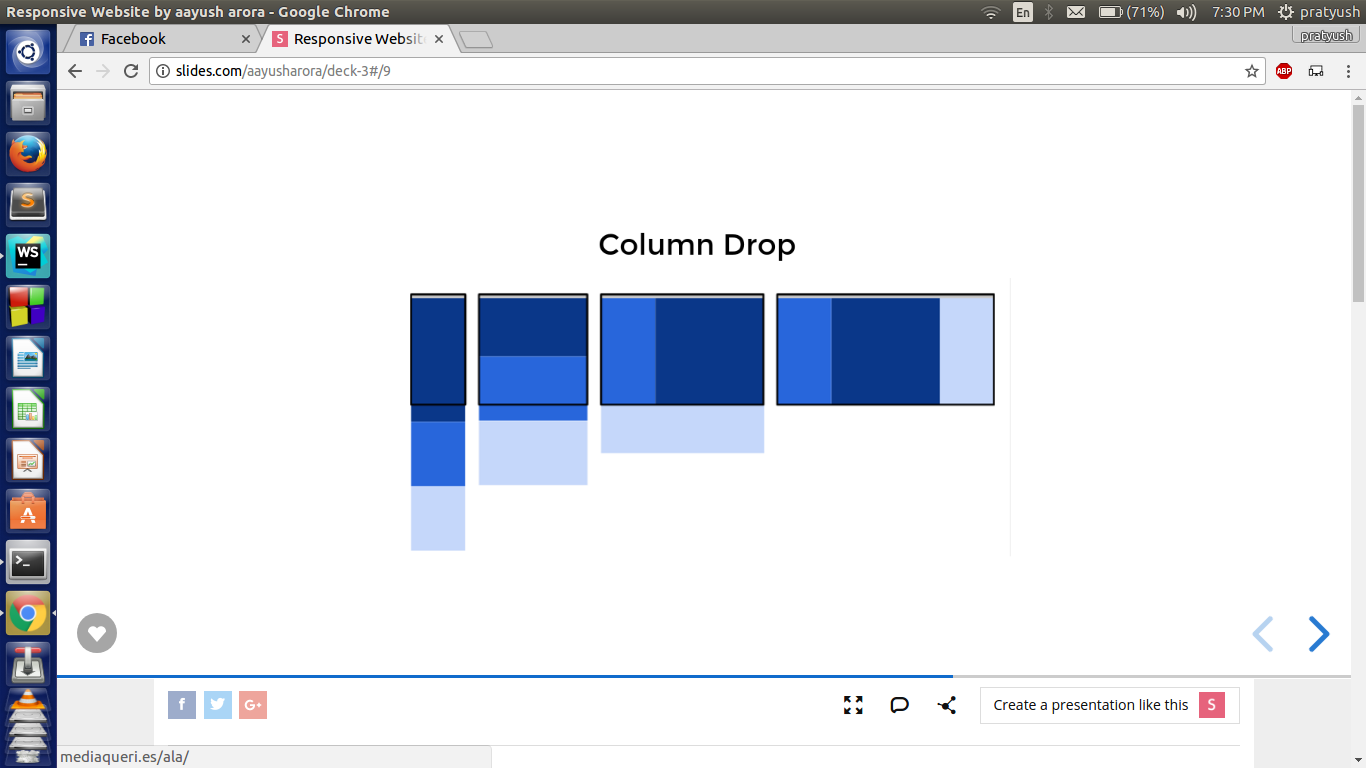 Responsive Website by aayush arora - Google Chrome
En
(71%)
7:30 PM
pratyush
Facebook
Responsive Websit
pratyush
slides.com/aayusharora/deck-3#/9
ABP
S
WS
Column Drop
f
G+
Create a presentation like this
S
mediaqueri.es/ala/